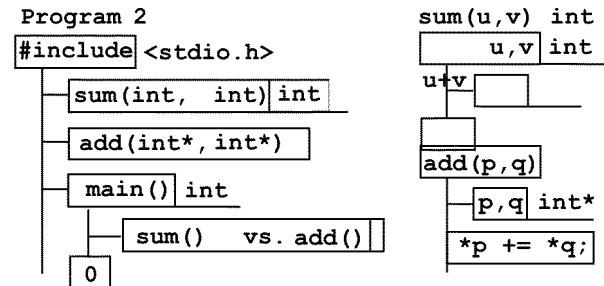 Program 2
#include <stdio.h>
sum(int, int) int
add(int*,int*)
main() int
sum() vs. add()
0
sum(u,v) int
u,v int
u+v
add(p,q)
p,q int*
*p += *q;